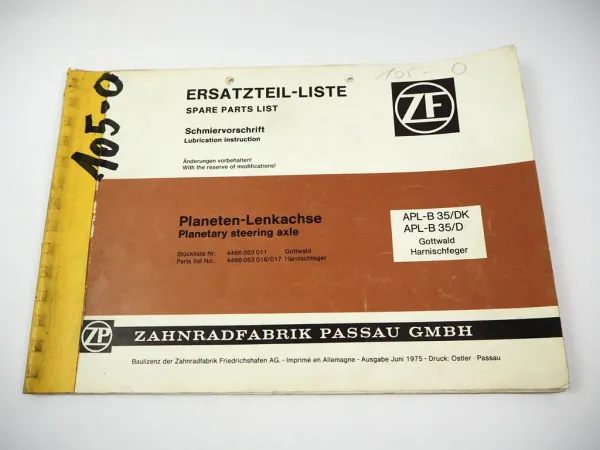 105-0
105-0
ERSATZTEIL-LISTE
SPARE PARTS LIST
ZF
Schmiervorschrift
Lubrication instruction
Änderungen vorbehalten!
With the reserve of modifications!
Planeten-Lenkachse
Planetary steering axle
Stückliste Nr: 4466 053 011 Gottwald
Parts list No.: 4466 053 016/017 Harnischfeger
APL-B 35/DK
APL-B 35/D
Gottwald
Harnischfeger
ZP ZAHNRADFABRIK PASSAU GMBH
Baulizenz der Zahnradfabrik Friedrichshafen AG. - Imprimé en Allemagne - Ausgabe Juni 1975 - Druck: Ostler · Passau